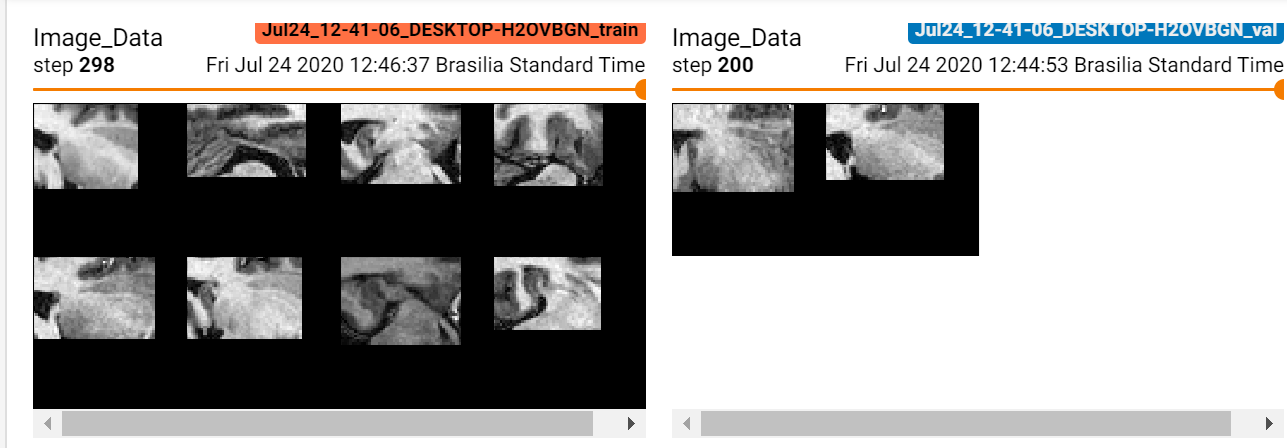 Image_Data
Jul24_12-41-06_DESKTOP-H2OVBGN_train
step 298
Fri Jul 24 2020 12:46:37 Brasilia Standard Time
Image_Data
Jul24_12-41-06_DESKTOP-H2OVBGN_val
step 200
Fri Jul 24 2020 12:44:53 Brasilia Standard Time